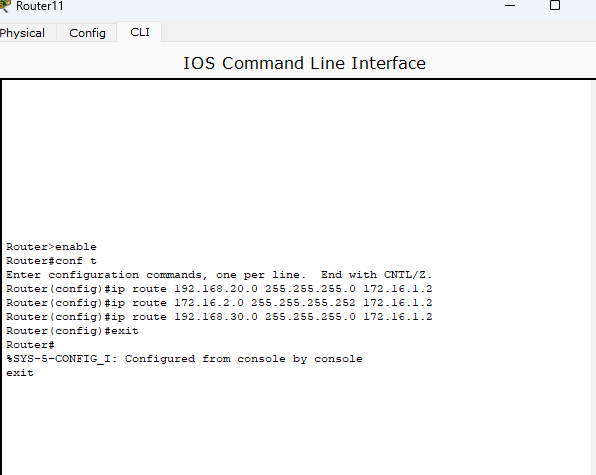 Router11
Physical Config CLI
IOS Command Line Interface
Router>enable
Router#conf t
Enter configuration commands, one per line.  End with CNTL/Z.
Router(config)#ip route 192.168.20.0 255.255.255.0 172.16.1.2
Router(config)#ip route 172.16.2.0 255.255.255.252 172.16.1.2
Router(config)#ip route 192.168.30.0 255.255.255.0 172.16.1.2
Router(config)#exit
Router#
%SYS-5-CONFIG_I: Configured from console by console
exit